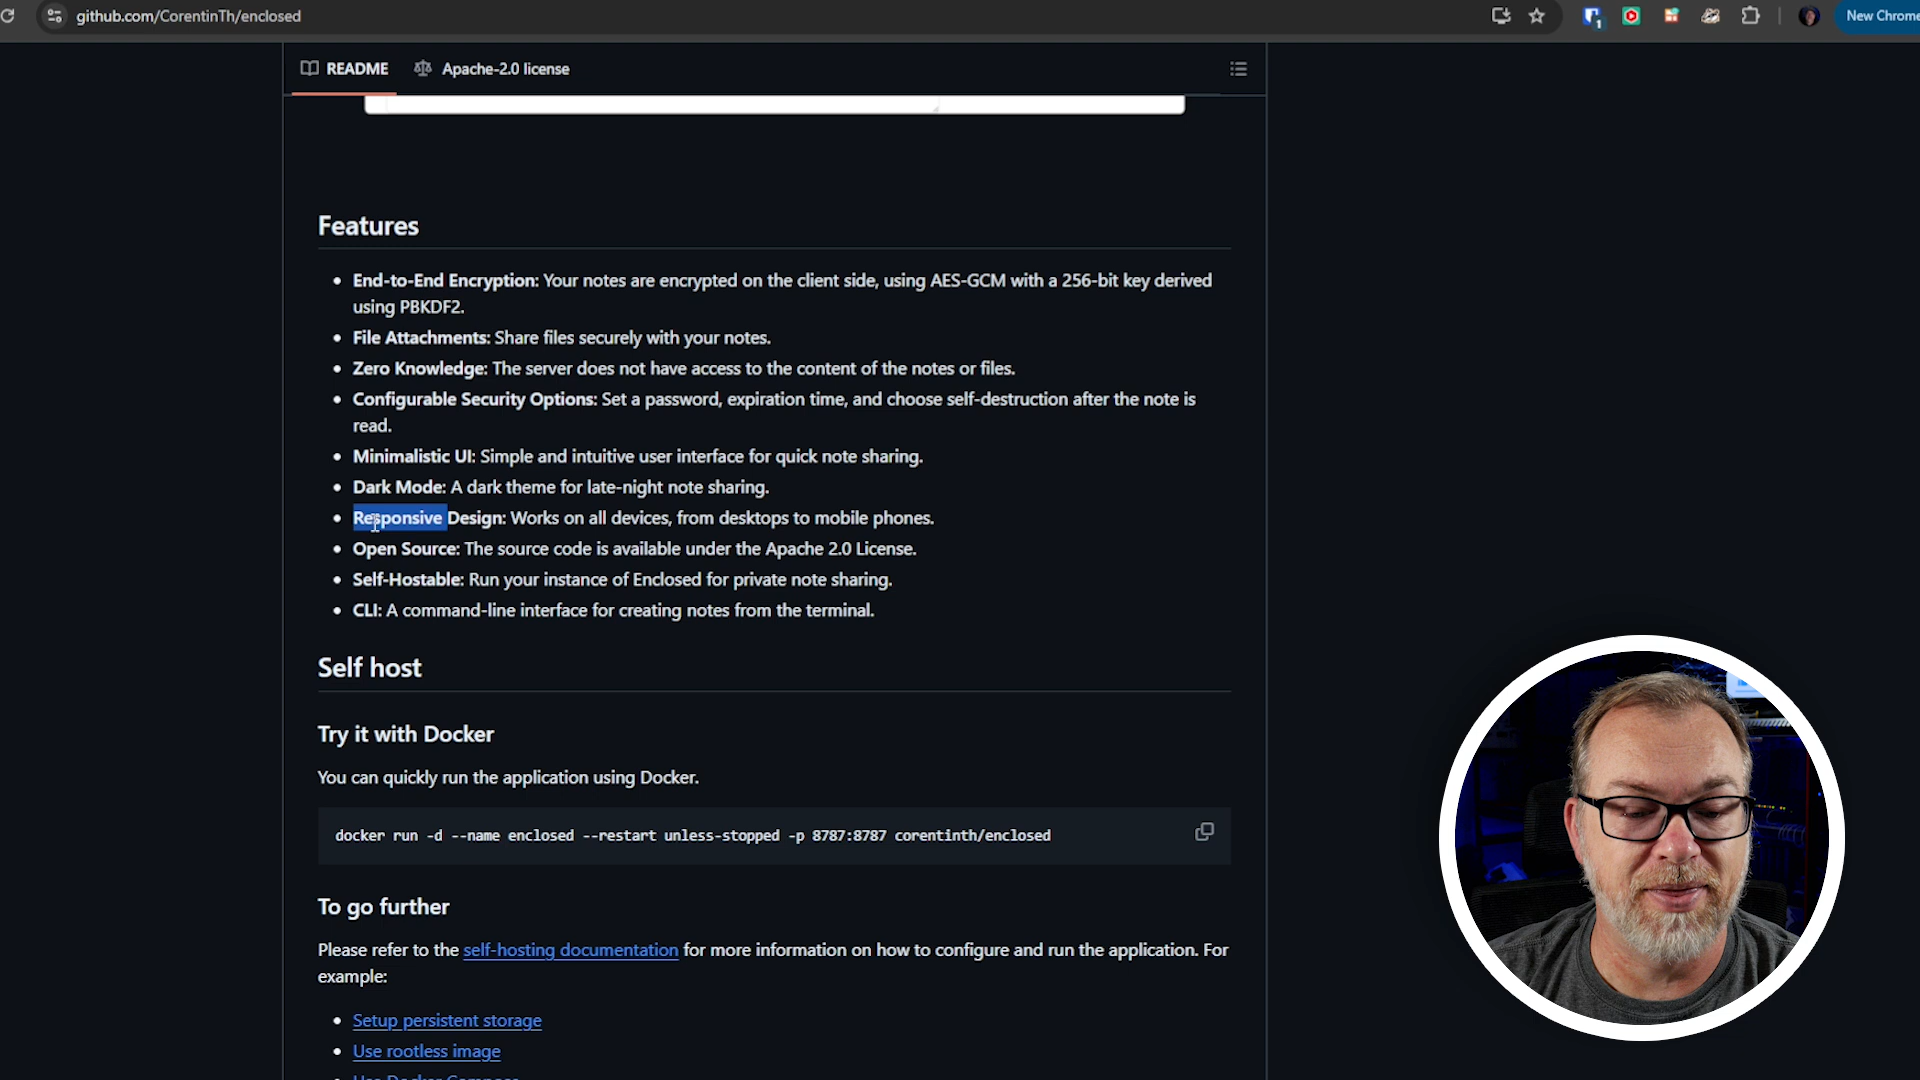 github.com/CorentinTh/enclosed
1
New Chrome
README
Apache-2.0 license
Features
• End-to-End Encryption: Your notes are encrypted on the client side, using AES-GCM with a 256-bit key derived
using PBKDF2.
• File Attachments: Share files securely with your notes.
• Zero Knowledge: The server does not have access to the content of the notes or files.
• Configurable Security Options: Set a password, expiration time, and choose self-destruction after the note is
read.
• Minimalistic UI: Simple and intuitive user interface for quick note sharing.
• Dark Mode: A dark theme for late-night note sharing.
• Responsive Design: Works on all devices, from desktops to mobile phones.
• Open Source: The source code is available under the Apache 2.0 License.
• Self-Hostable: Run your instance of Enclosed for private note sharing.
• CLI: A command-line interface for creating notes from the terminal.
Self host
Try it with Docker
You can quickly run the application using Docker.
docker run -d --name enclosed --restart unless-stopped -p 8787:8787 corentinth/enclosed
To go further
Please refer to the self-hosting documentation for more information on how to configure and run the application. For
example:
• Setup persistent storage
• Use rootless image
• Use Docker Compose